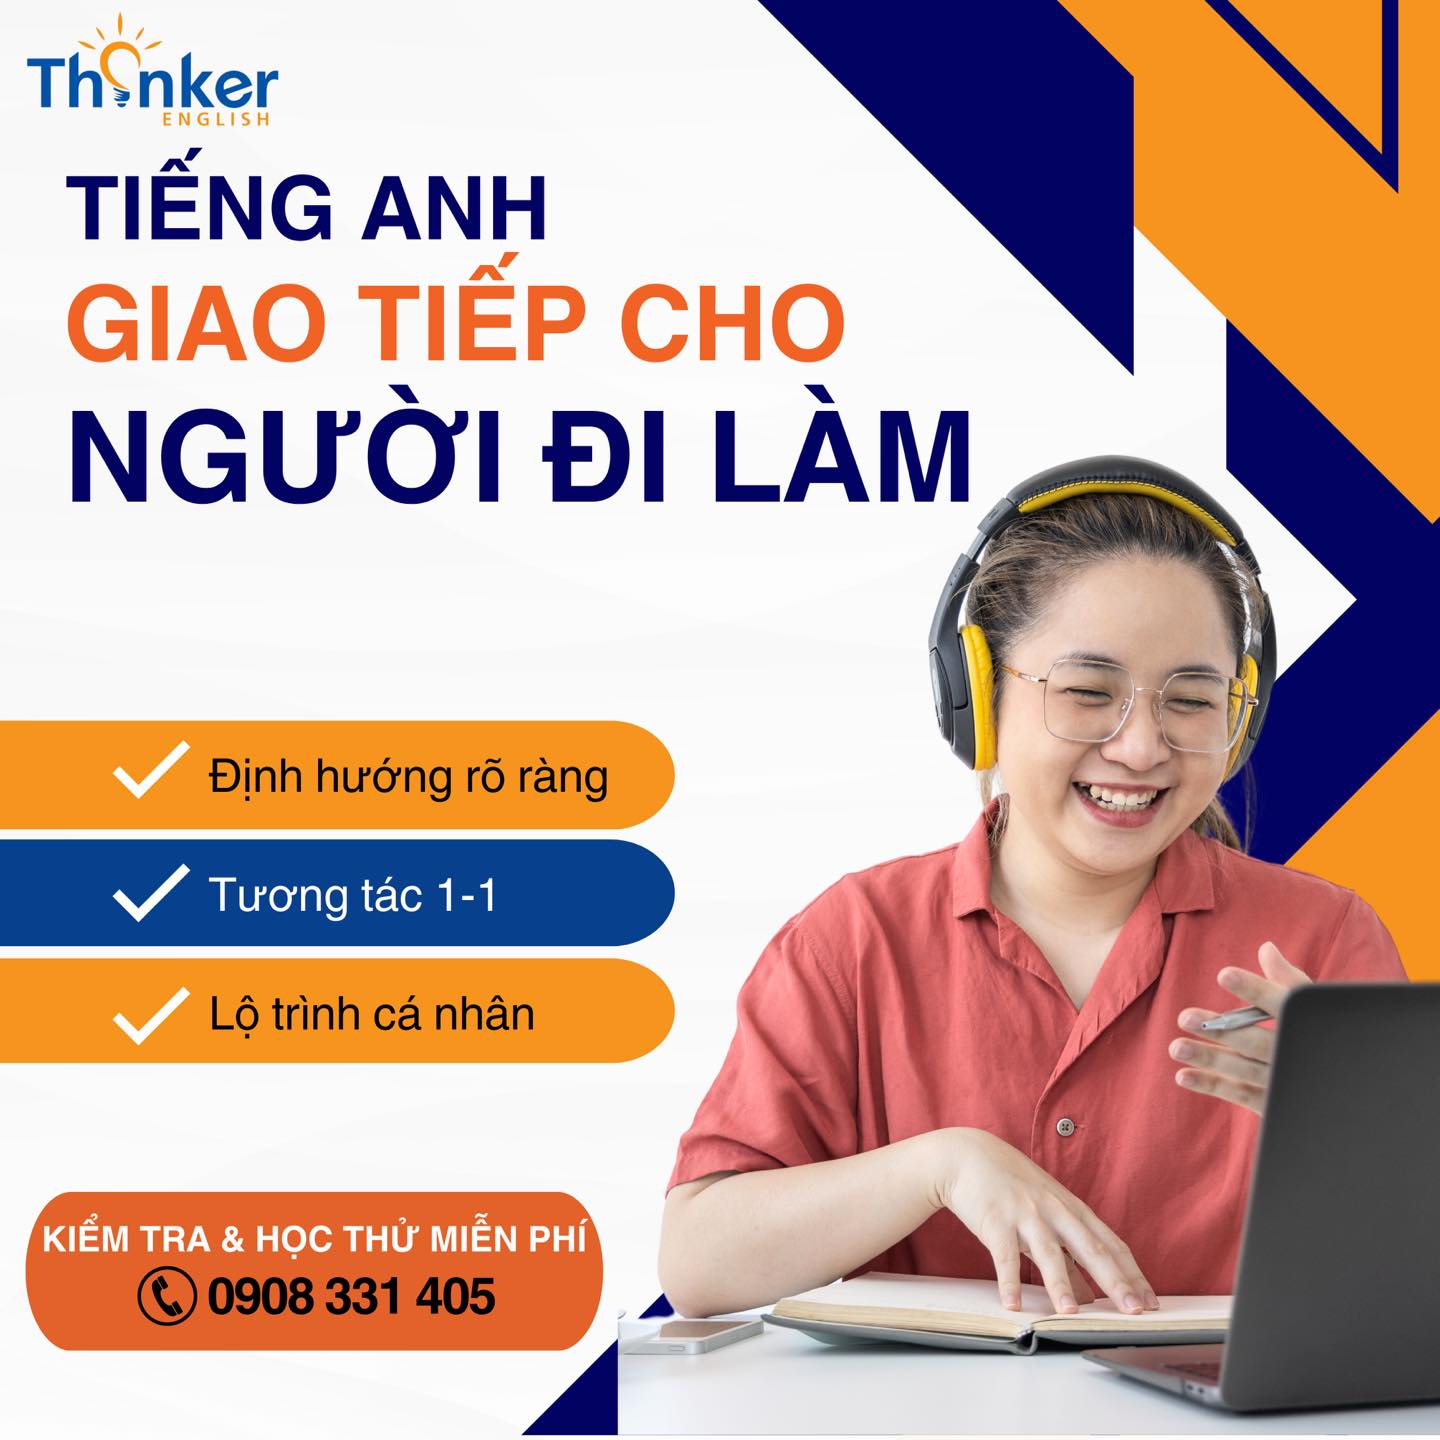 Thinker
ENGLISH
TIẾNG ANH
GIAO TIẾP CHO
NGƯỜI ĐI LÀM
Định hướng rõ ràng
Tương tác 1-1
Lộ trình cá nhân
KIỂM TRA & HỌC THỬ MIỄN PHÍ
0908 331 405